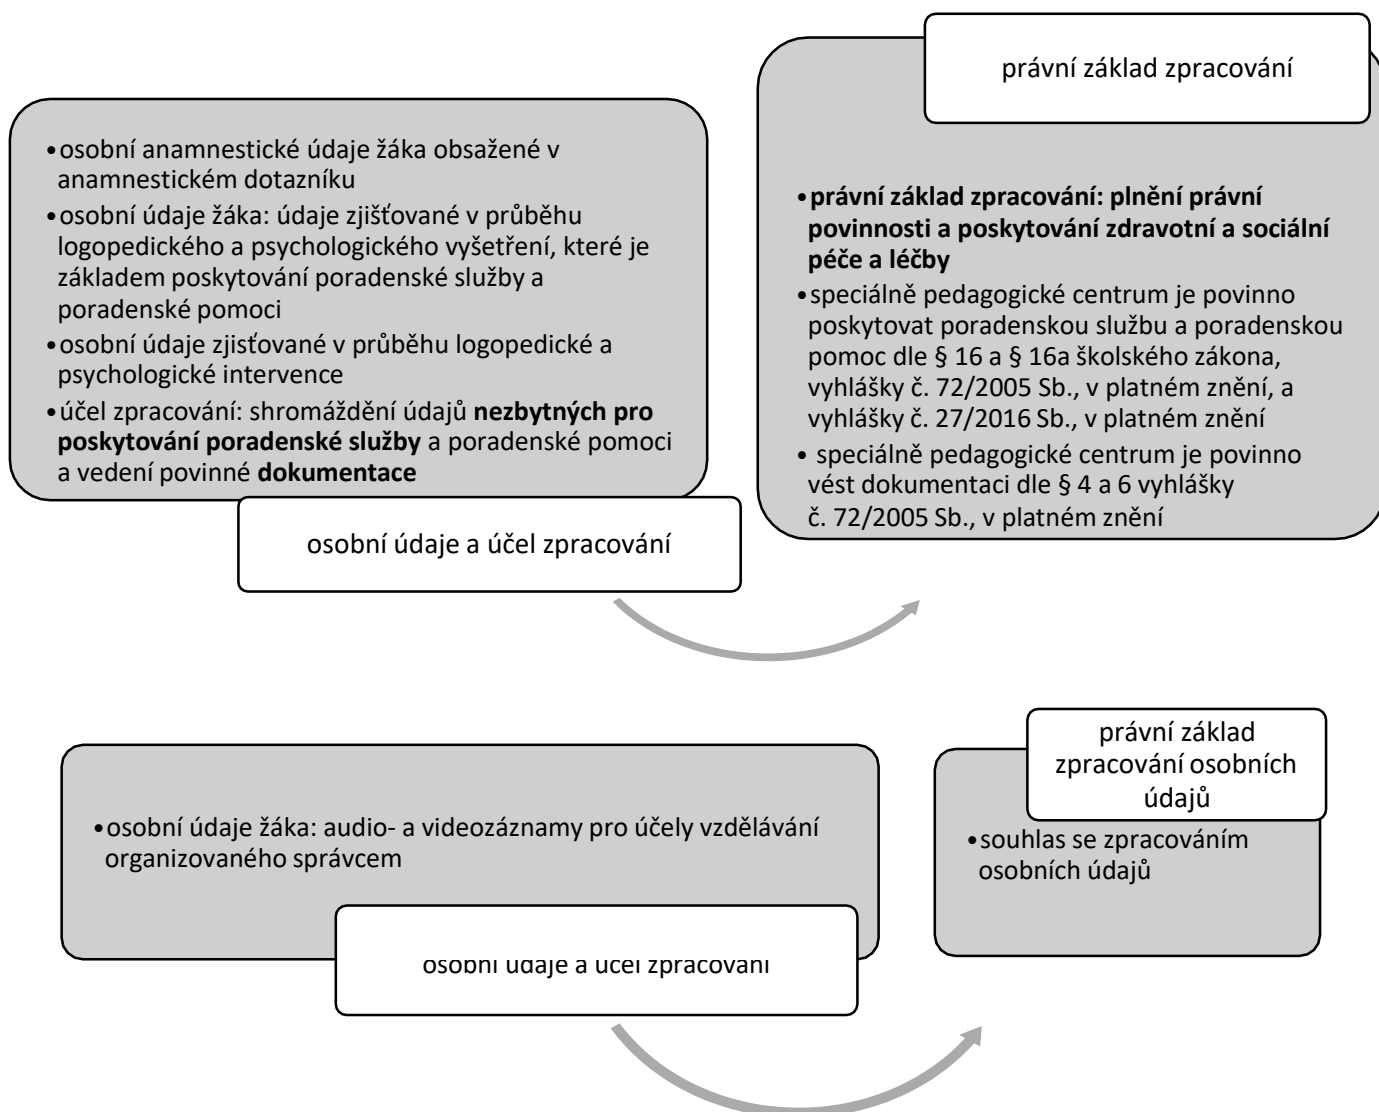 •osobní anamnestické údaje žáka obsažené v
anamnestickém dotazníku
•osobní údaje žáka: údaje zjišťované v průběhu
logopedického a psychologického vyšetření, které je
základem poskytování poradenské služby a
poradenské pomoci
•osobní údaje zjisťované v průběhu logopedické a
psychologické intervence
•účel zpracování: shromáždění údajů nezbytných pro
poskytování poradenské služby a poradenské pomoci
a vedení povinné dokumentace
osobní údaje a účel zpracování
právní základ zpracování
•právní základ zpracování: plnění právní
povinnosti a poskytování zdravotní a sociální
péče a léčby
•speciálně pedagogické centrum je povinno
poskytovat poradenskou službu a poradenskou
pomoc dle § 16 a § 16a školského zákona,
vyhlášky č. 72/2005 Sb., v platném znění, a
vyhlášky č. 27/2016 Sb., v platném znění
• speciálně pedagogické centrum je povinno
vést dokumentaci dle § 4 a 6 vyhlášky
č. 72/2005 Sb., v platném znění
•osobní údaje žáka: audio- a videozáznamy pro účely vzdělávání
organizovaného správcem
osobní údaje a účel zpracování
právní základ
zpracování osobních
údajů
•souhlas se zpracováním
osobních údajů